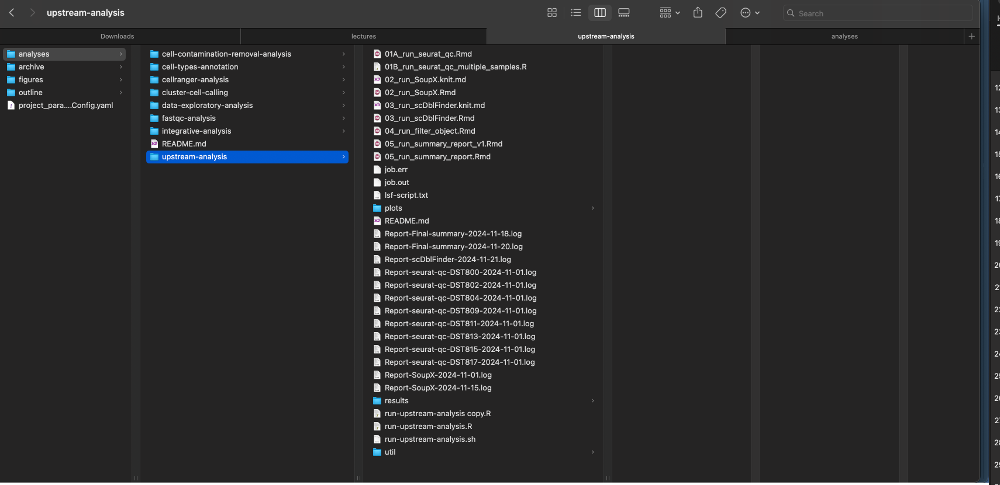 upstream-analysis
Search
Downloads
lectures
upstream-analysis
analyses
analyses
archive
figures
outline
project_para....Config.yaml
cell-contamination-removal-analysis
cell-types-annotation
cellranger-analysis
cluster-cell-calling
data-exploratory-analysis
fastqc-analysis
integrative-analysis
README.md
upstream-analysis
01A_run_seurat_qc.Rmd
01B_run_seurat_qc_multiple_samples.R
02_run_SoupX.knit.md
02_run_SoupX.Rmd
03_run_scDblFinder.knit.md
03_run_scDblFinder.Rmd
04_run_filter_object.Rmd
05_run_summary_report_v1.Rmd
05_run_summary_report.Rmd
job.err
job.out
lsf-script.txt
plots
README.md
Report-Final-summary-2024-11-18.log
Report-Final-summary-2024-11-20.log
Report-scDblFinder-2024-11-21.log
Report-seurat-qc-DST800-2024-11-01.log
Report-seurat-qc-DST802-2024-11-01.log
Report-seurat-qc-DST804-2024-11-01.log
Report-seurat-qc-DST809-2024-11-01.log
Report-seurat-qc-DST811-2024-11-01.log
Report-seurat-qc-DST813-2024-11-01.log
Report-seurat-qc-DST815-2024-11-01.log
Report-seurat-qc-DST817-2024-11-01.log
Report-SoupX-2024-11-01.log
Report-SoupX-2024-11-15.log
results
run-upstream-analysis copy.R
run-upstream-analysis.R
run-upstream-analysis.sh
util